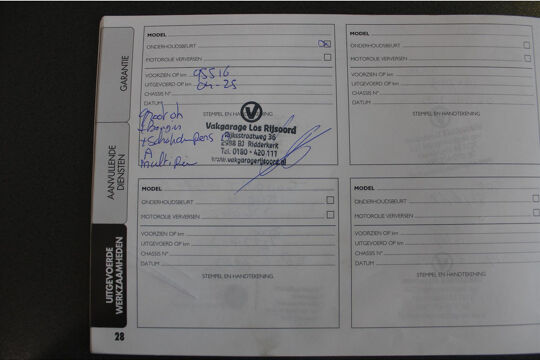 GARANTIE
AANVULLENDE
DIENSTEN
UITGEVOERDE
WERKZAAMHEDEN
28
MODEL
ONDERHOUDSBEURT
MOTOROLIE VERVERSEN
VOORZIEN OP km 95516
UITGEVOERD OP km 04-25
CHASSIS N°
DATUM
STEMPEL EN HANDTEKENING
groot oh
+ Bougies
Vakgarage Los Rijsoord
Rijksstraatweg 36
2988 BJ Ridderkerk
Tel. 0180 - 420 111
www.vakgaragerijsoord.nl
MODEL
ONDERHOUDSBEURT
MOTOROLIE VERVERSEN
VOORZIEN OP km
UITGEVOERD OP km
CHASSIS N°
DATUM
STEMPEL EN HANDTEKENING
MODEL
ONDERHOUDSBEURT
MOTOROLIE VERVERSEN
VOORZIEN OP km
UITGEVOERD OP km
CHASSIS N°
DATUM
STEMPEL EN HANDTEKENING
MODEL
ONDERHOUDSBEURT
MOTOROLIE VERVERSEN
VOORZIEN OP km
UITGEVOERD OP km
CHASSIS N°
DATUM
STEMPEL EN HANDTEKENING